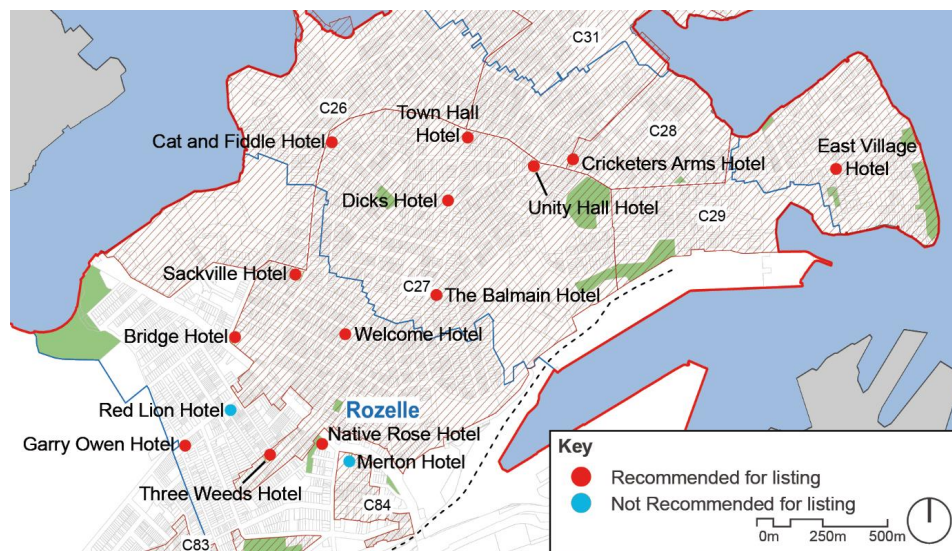 C31
C26
Town Hall
Hotel
C28
Cat and Fiddle Hotel
Cricketers Arms Hotel
East Village
Hotel
Dicks Hotel
Unity Hall Hotel
C29
Sackville Hotel
C27
The Balmain Hotel
Bridge Hotel
Welcome Hotel
Red Lion Hotel
Rozelle
Garry Owen Hotel
Native Rose Hotel
Merton Hotel
Three Weeds Hotel
C84
C83
Key
Recommended for listing
Not Recommended for listing
0m 250m 500m